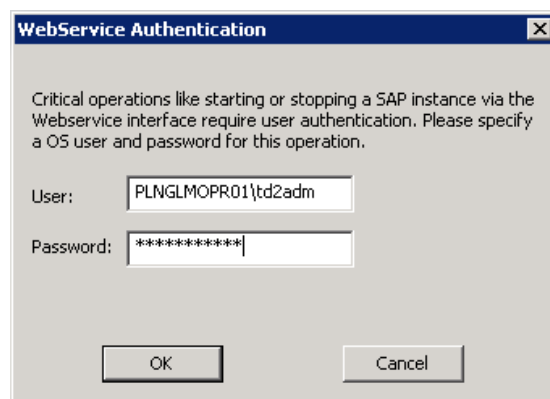 WebService Authentication
Critical operations like starting or stopping a SAP instance via the
Webservice interface require user authentication. Please specify
a OS user and password for this operation.
User: PLNGLMOPR01\td2adm
Password: ***********
OK Cancel